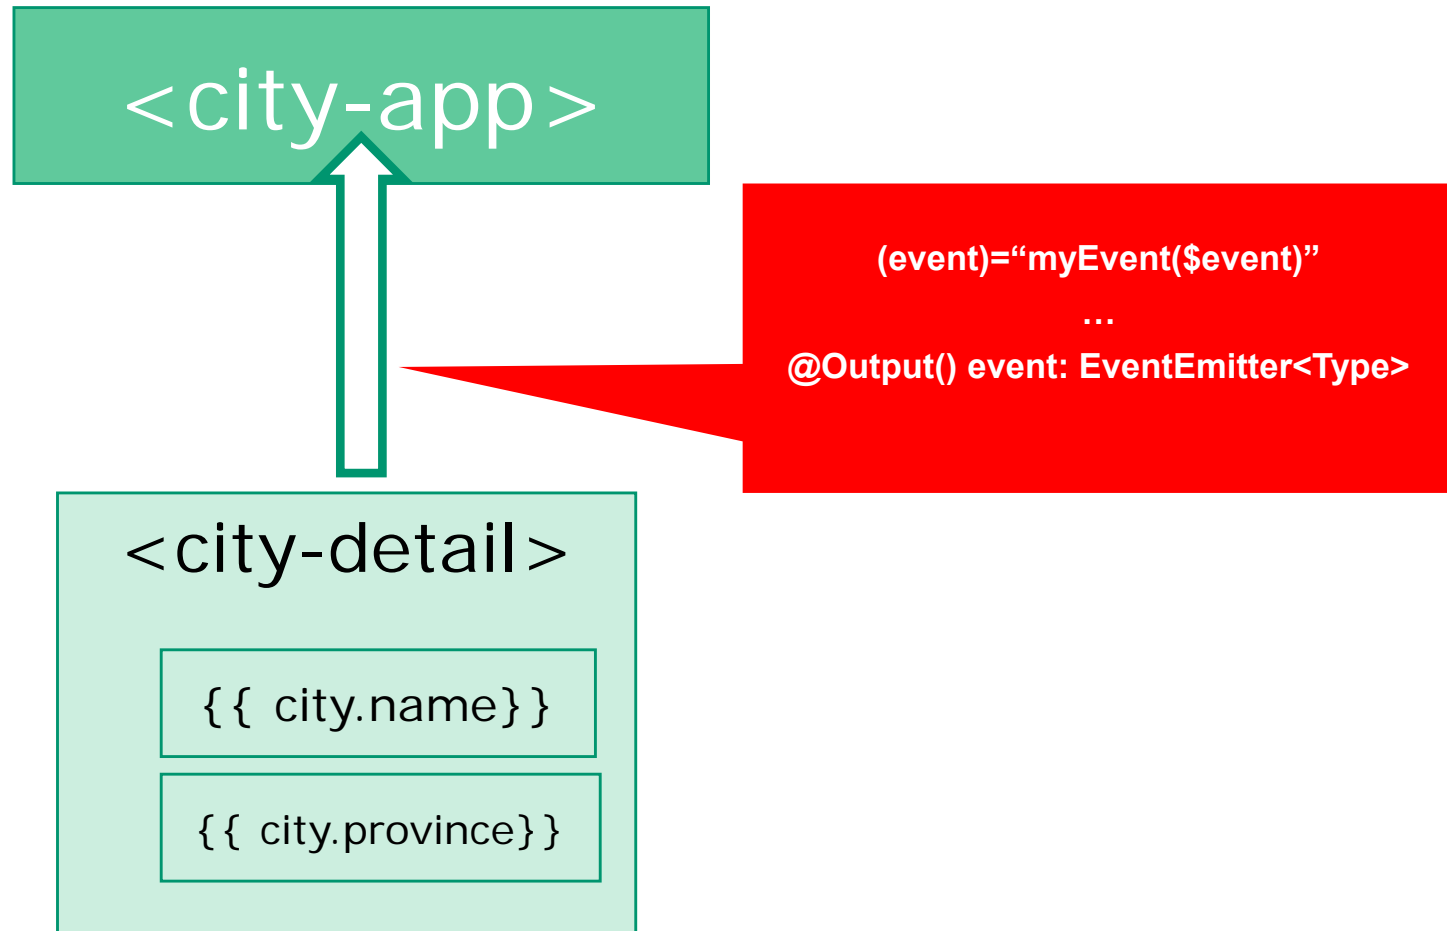 <city-app>
(event)=“myEvent($event)”
…
@Output() event: EventEmitter<Type>
<city-detail>
{{ city.name}}
{{ city.province}}